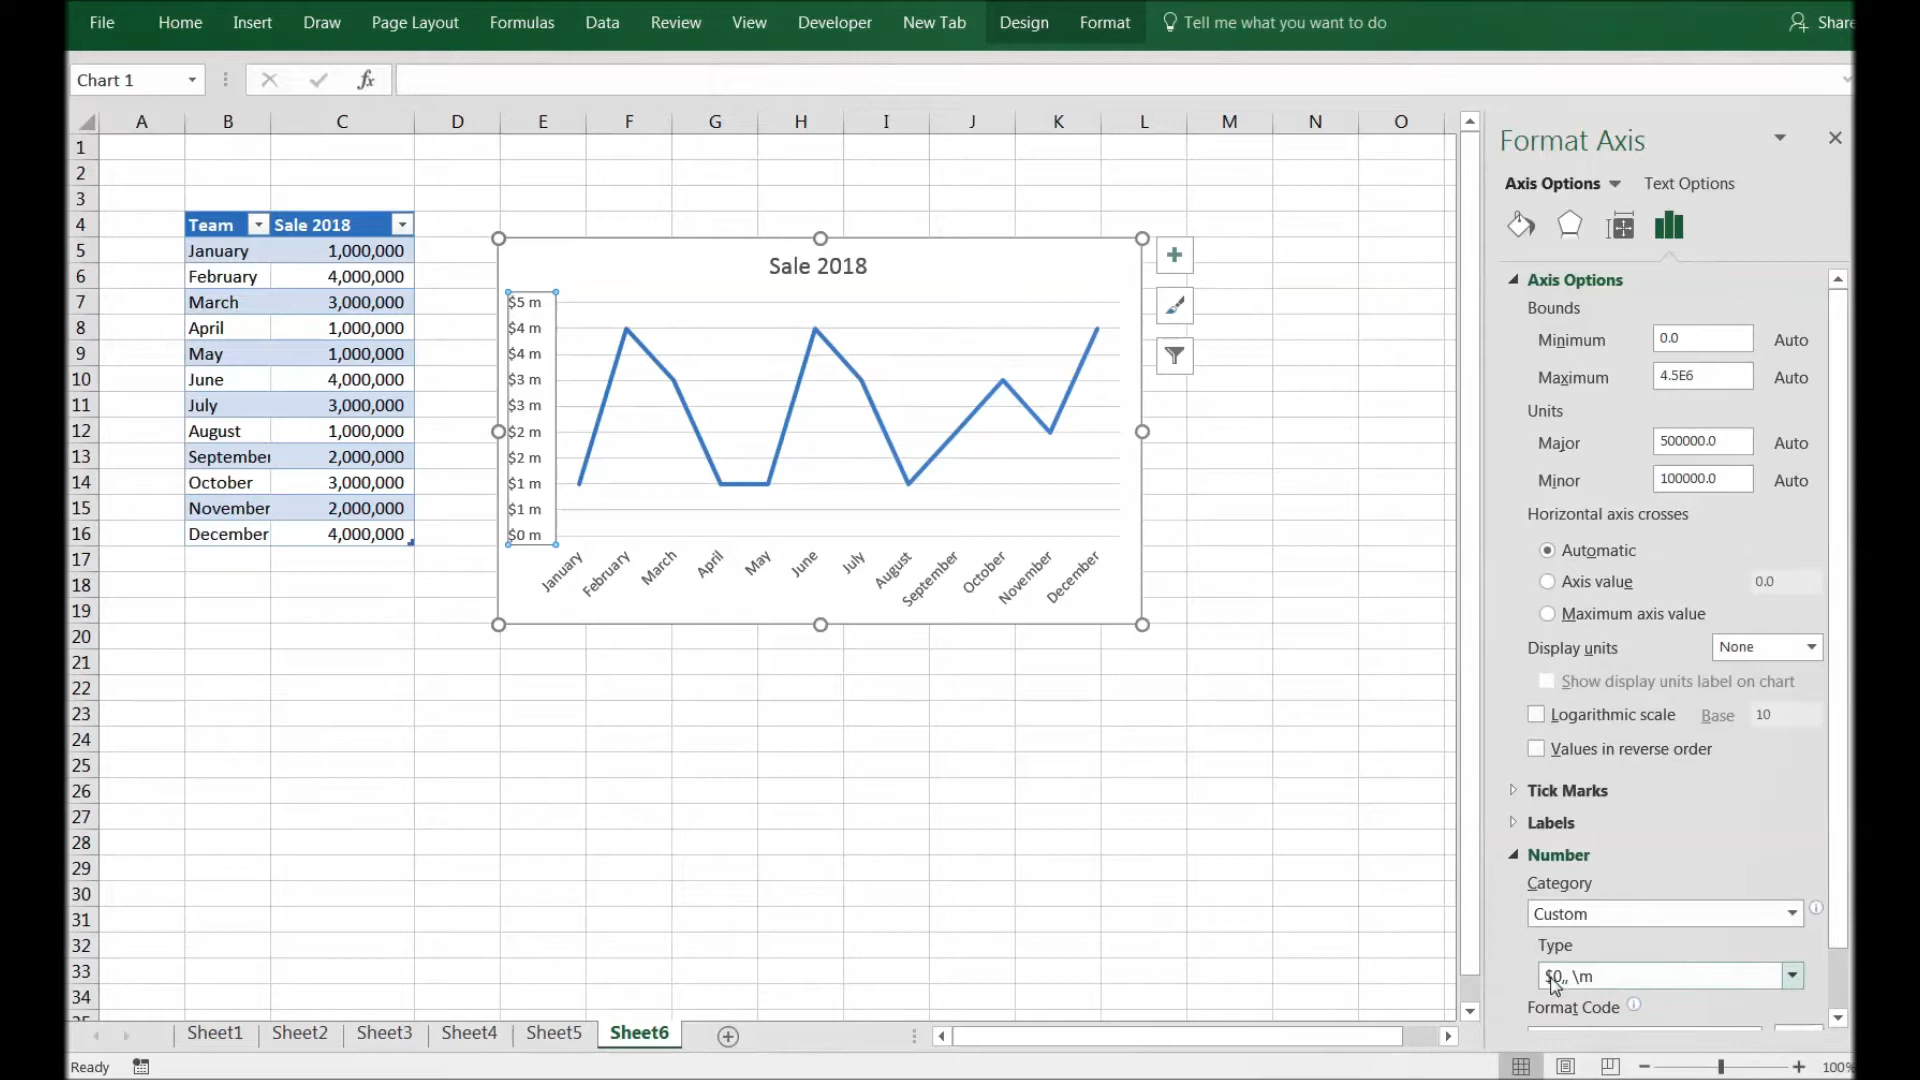 File Home Insert Draw Page Layout Formulas Data Review View Developer New Tab Design Format Tell me what you want to do Share
Chart 1 fx
A B C D E F G H I J K L M N O
1
2
3
4 Team Sale 2018
5 January 1,000,000
6 February 4,000,000
7 March 3,000,000
8 April 1,000,000
9 May 1,000,000
10 June 4,000,000
11 July 3,000,000
12 August 1,000,000
13 September 2,000,000
14 October 3,000,000
15 November 2,000,000
16 December 4,000,000
17
18
19
20
21
22
23
24
25
26
27
28
29
30
31
32
33
34
Sale 2018
$5 m
$4 m
$4 m
$3 m
$3 m
$2 m
$2 m
$1 m
$1 m
$0 m
January February March April May June July August September October November December
Format Axis
Axis Options Text Options
Axis Options
Bounds
Minimum 0.0 Auto
Maximum 4.5E6 Auto
Units
Major 500000.0 Auto
Minor 100000.0 Auto
Horizontal axis crosses
Automatic
Axis value 0.0
Maximum axis value
Display units None
Show display units label on chart
Logarithmic scale Base 10
Values in reverse order
Tick Marks
Labels
Number
Category
Custom
Type
$0,, \m
Format Code
Sheet1 Sheet2 Sheet3 Sheet4 Sheet5 Sheet6
Ready 100%